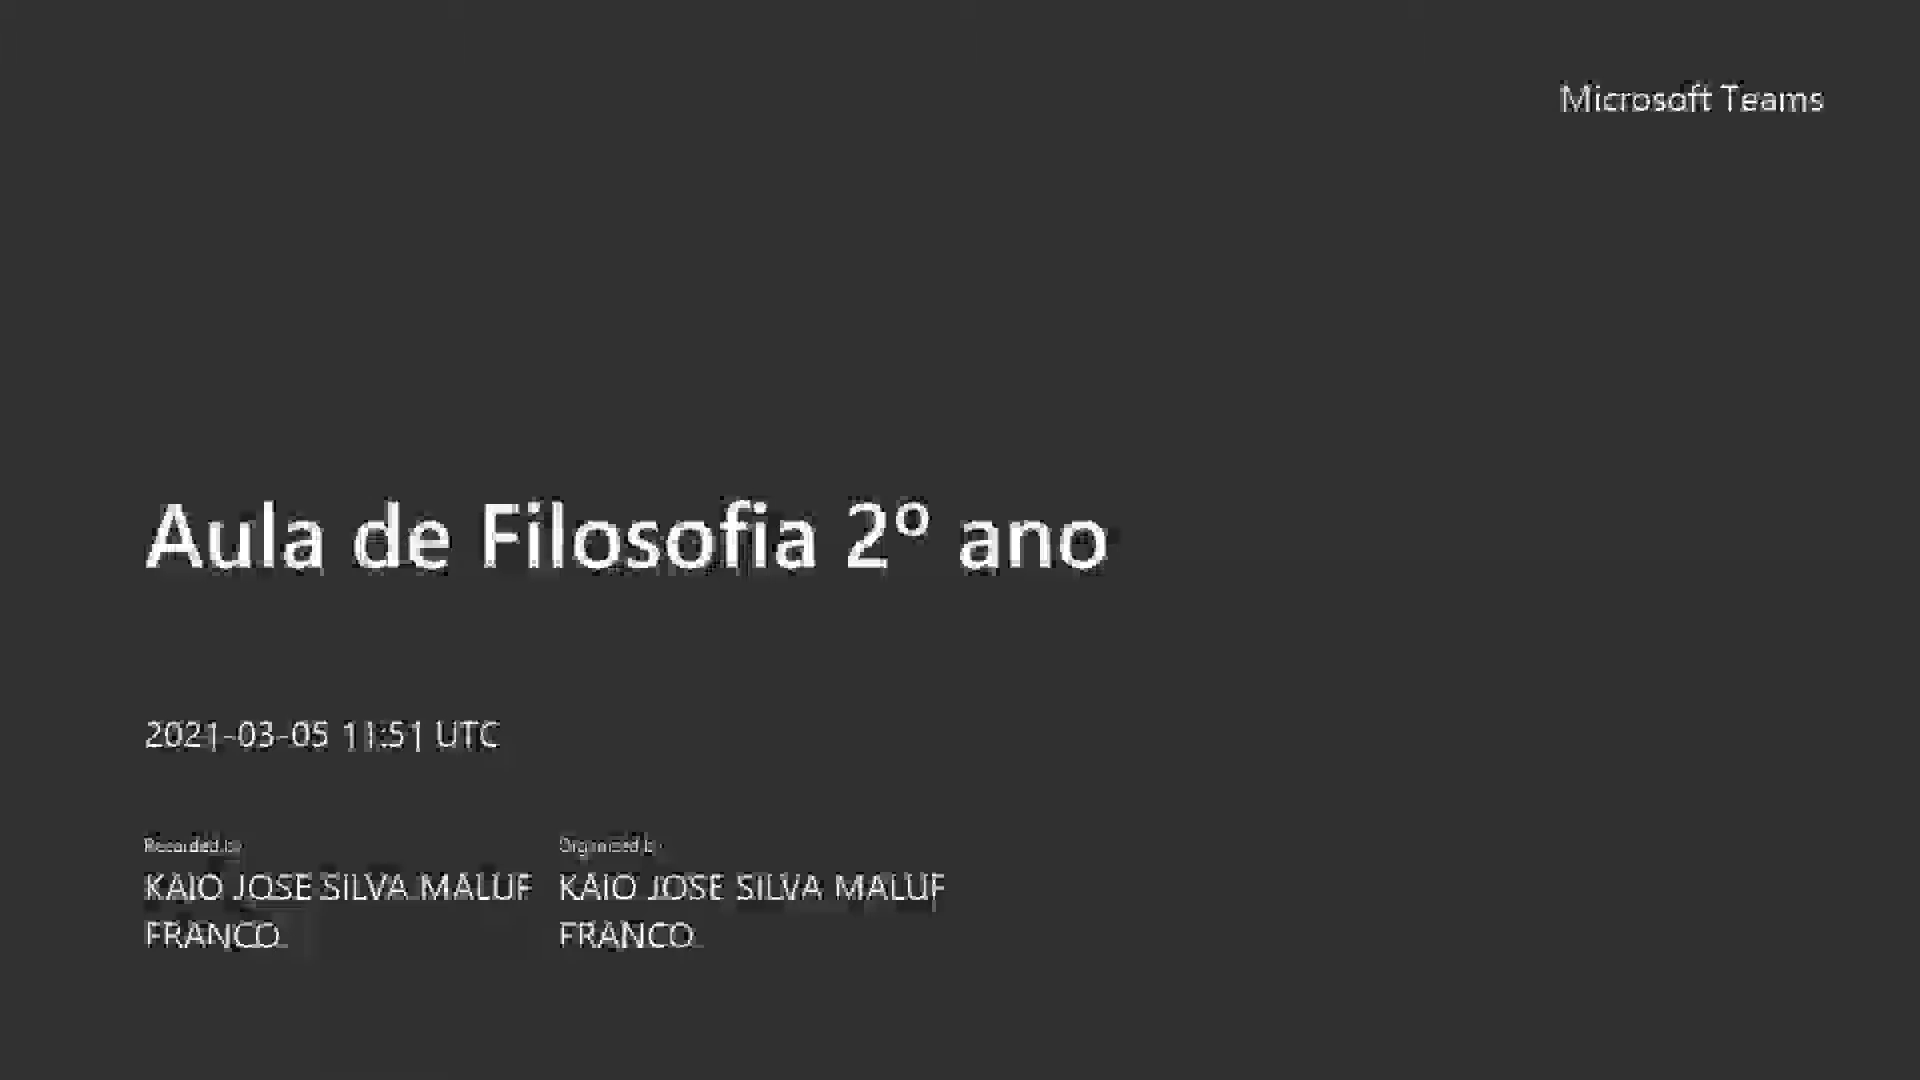 Microsoft Teams
Aula de Filosofia 2º ano
2021-03-05 11:51 UTC
Recorded by
Organized by
KAIO JOSE SILVA MALUF
KAIO JOSE SILVA MALUF
FRANCO
FRANCO